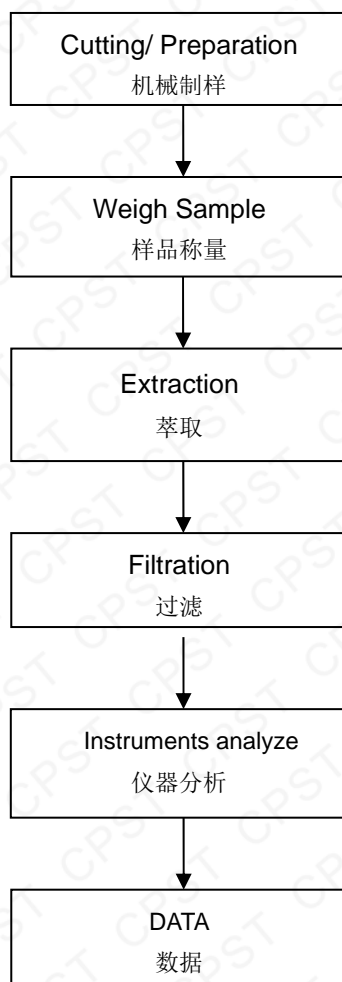 Cutting/ Preparation
机械制样
Weigh Sample
样品称量
Extraction
萃取
Filtration
过滤
Instruments analyze
仪器分析
DATA
数据